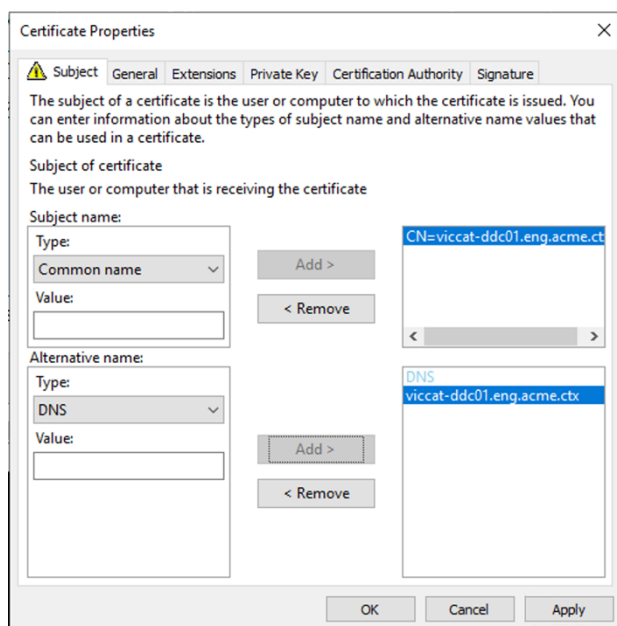 Certificate Properties
Subject General Extensions Private Key Certification Authority Signature
The subject of a certificate is the user or computer to which the certificate is issued. You
can enter information about the types of subject name and alternative name values that
can be used in a certificate.
Subject of certificate
The user or computer that is receiving the certificate
Subject name:
Type:
Common name
Value:
Add >
< Remove
CN=viccat-ddc01.eng.acme.ct
Alternative name:
Type:
DNS
Value:
Add >
< Remove
DNS
viccat-ddc01.eng.acme.ctx
OK Cancel Apply